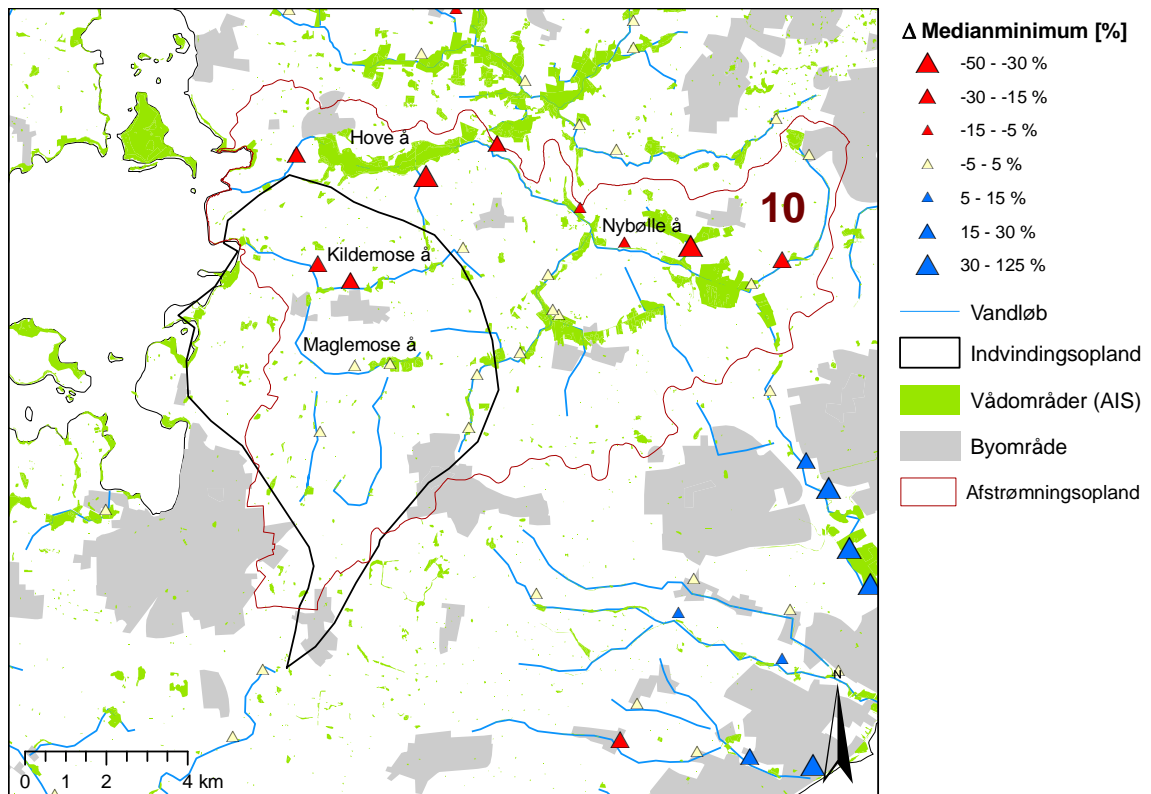 Hove å
10
Nybølle å
Kildemose å
Maglemose å
N
0 1 2 4 km
Δ Medianminimum [%]
-50 - -30 %
-30 - -15 %
-15 - -5 %
-5 - 5 %
5 - 15 %
15 - 30 %
30 - 125 %
Vandløb
Indvindingsopland
Vådområder (AIS)
Byområde
Afstrømningsopland